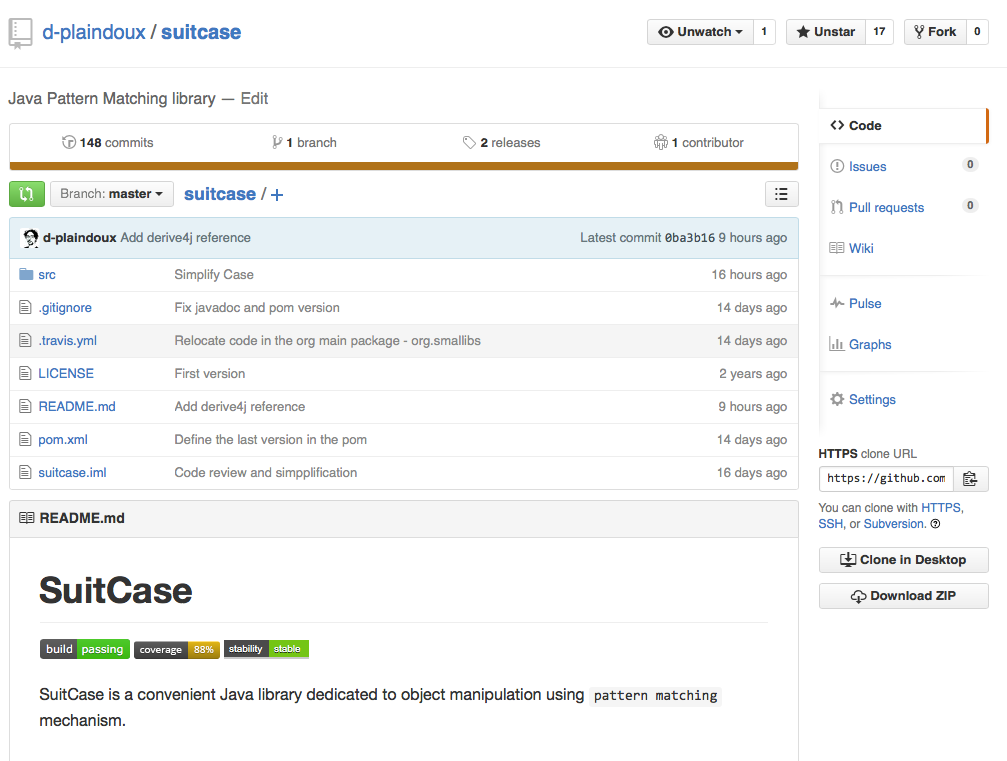 d-plaindoux / suitcase
Unwatch 1 Unstar 17 Fork 0
Java Pattern Matching library — Edit
148 commits 1 branch 2 releases 1 contributor
Branch: master suitcase / +
d-plaindoux Add derive4j reference Latest commit 0ba3b16 9 hours ago
src Simplify Case 16 hours ago
.gitignore Fix javadoc and pom version 14 days ago
.travis.yml Relocate code in the org main package - org.smallibs 14 days ago
LICENSE First version 2 years ago
README.md Add derive4j reference 9 hours ago
pom.xml Define the last version in the pom 14 days ago
suitcase.iml Code review and simpplification 16 days ago
README.md
SuitCase
build passing coverage 88% stability stable
SuitCase is a convenient Java library dedicated to object manipulation using pattern matching
mechanism.
Code
Issues 0
Pull requests 0
Wiki
Pulse
Graphs
Settings
HTTPS clone URL
https://github.com
You can clone with HTTPS,
SSH, or Subversion.
Clone in Desktop
Download ZIP